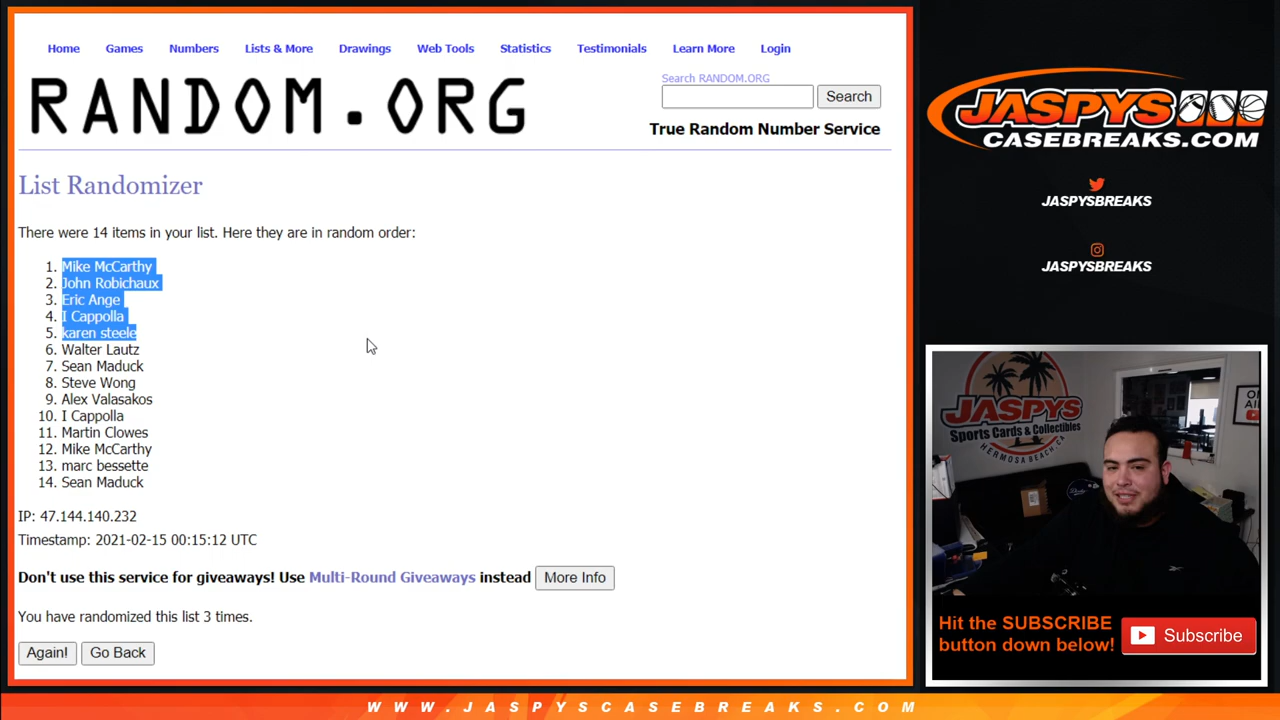 Home Games Numbers Lists & More Drawings Web Tools Statistics Testimonials Learn More Login
RANDOM.ORG
Search RANDOM.ORG
Search
True Random Number Service
List Randomizer
There were 14 items in your list. Here they are in random order:
1. Mike McCarthy
2. John Robichaux
3. Eric Ange
4. I Cappolla
5. karen steele
6. Walter Lautz
7. Sean Maduck
8. Steve Wong
9. Alex Valasakos
10. I Cappolla
11. Martin Clowes
12. Mike McCarthy
13. marc bessette
14. Sean Maduck
IP: 47.144.140.232
Timestamp: 2021-02-15 00:15:12 UTC
Don't use this service for giveaways! Use Multi-Round Giveaways instead More Info
You have randomized this list 3 times.
Again! Go Back
JASPYS
CASEBREAKS.COM
JASPYSBREAKS
JASPYSBREAKS
JASPYS
Sports Cards & Collectibles
HERMOSA BEACH, CA
Hit the SUBSCRIBE
button down below!
Subscribe
WWW.JASPYSCASEBREAKS.COM